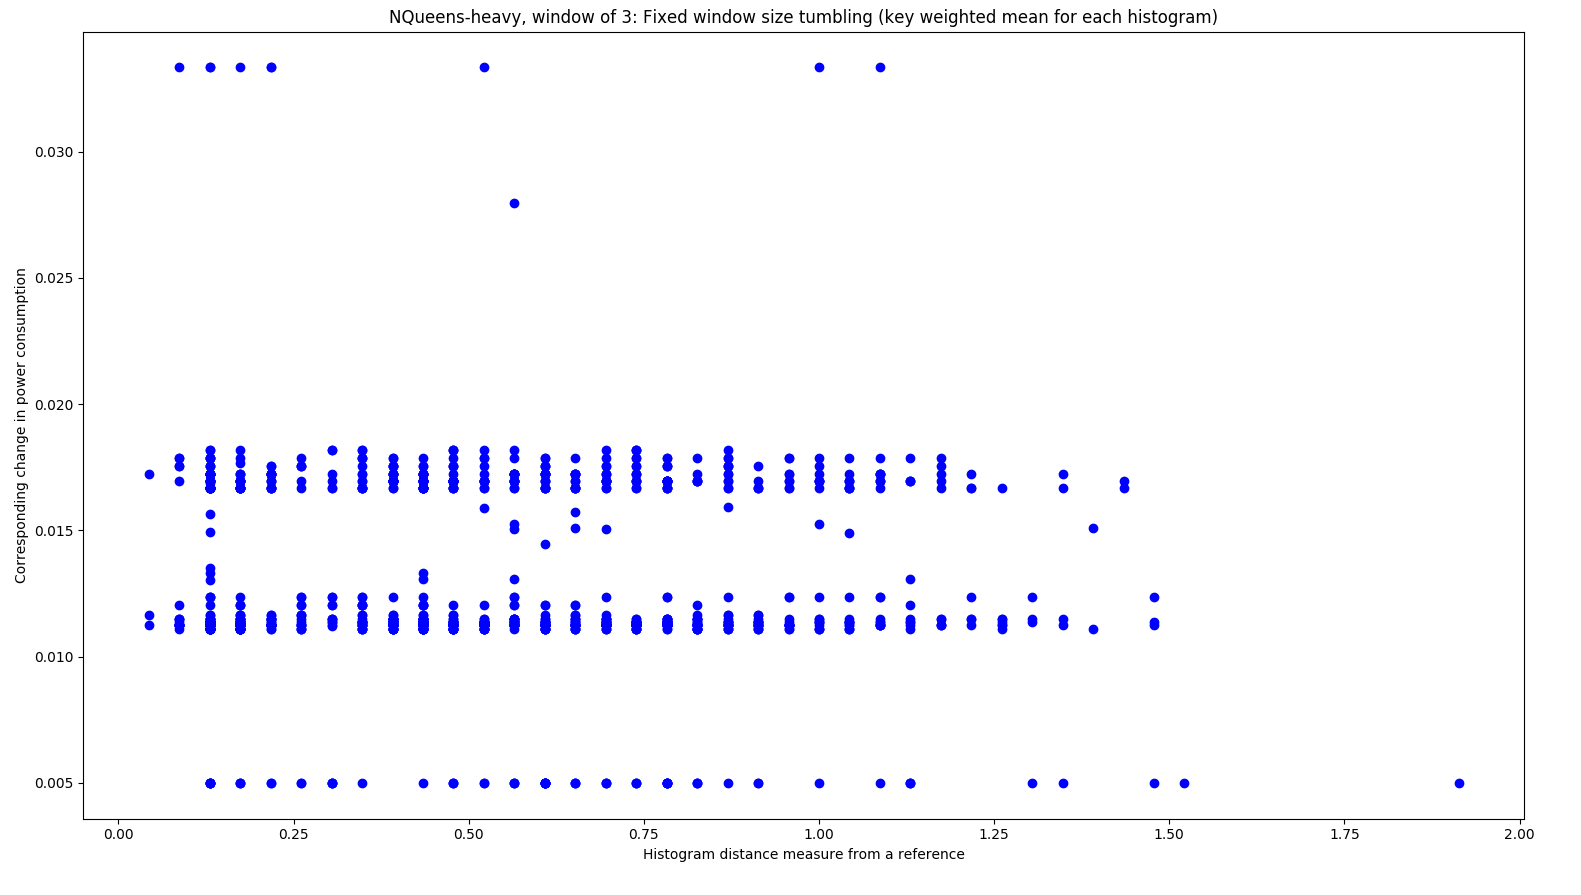 NQueens-heavy, window of 3: Fixed window size tumbling (key weighted mean for each histogram)
Corresponding change in power consumption
0.030
0.025
0.020
0.015
0.010
0.005
0.00 0.25 0.50 0.75 1.00 1.25 1.50 1.75 2.00
Histogram distance measure from a reference